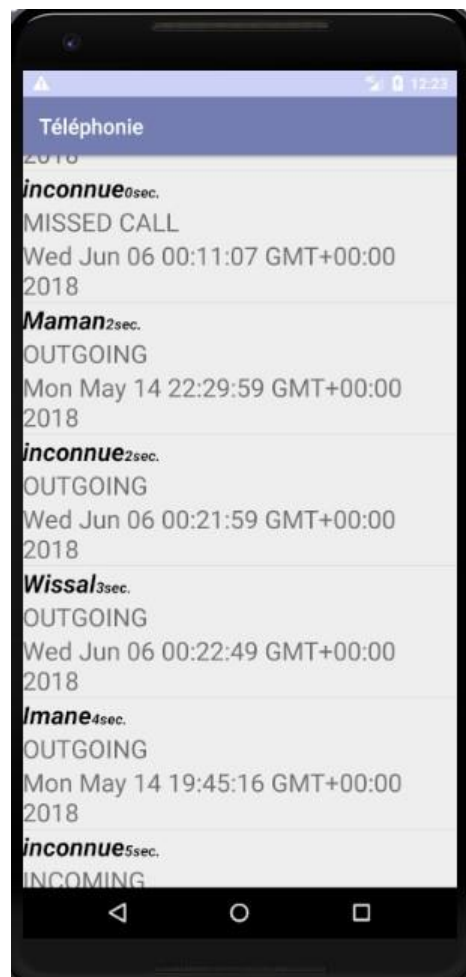 12:23
Téléphonie
2018
inconnue0sec.
MISSED CALL
Wed Jun 06 00:11:07 GMT+00:00
2018
Maman2sec.
OUTGOING
Mon May 14 22:29:59 GMT+00:00
2018
inconnue2sec.
OUTGOING
Wed Jun 06 00:21:59 GMT+00:00
2018
Wissal3sec.
OUTGOING
Wed Jun 06 00:22:49 GMT+00:00
2018
Imane4sec.
OUTGOING
Mon May 14 19:45:16 GMT+00:00
2018
inconnue5sec.
INCOMING